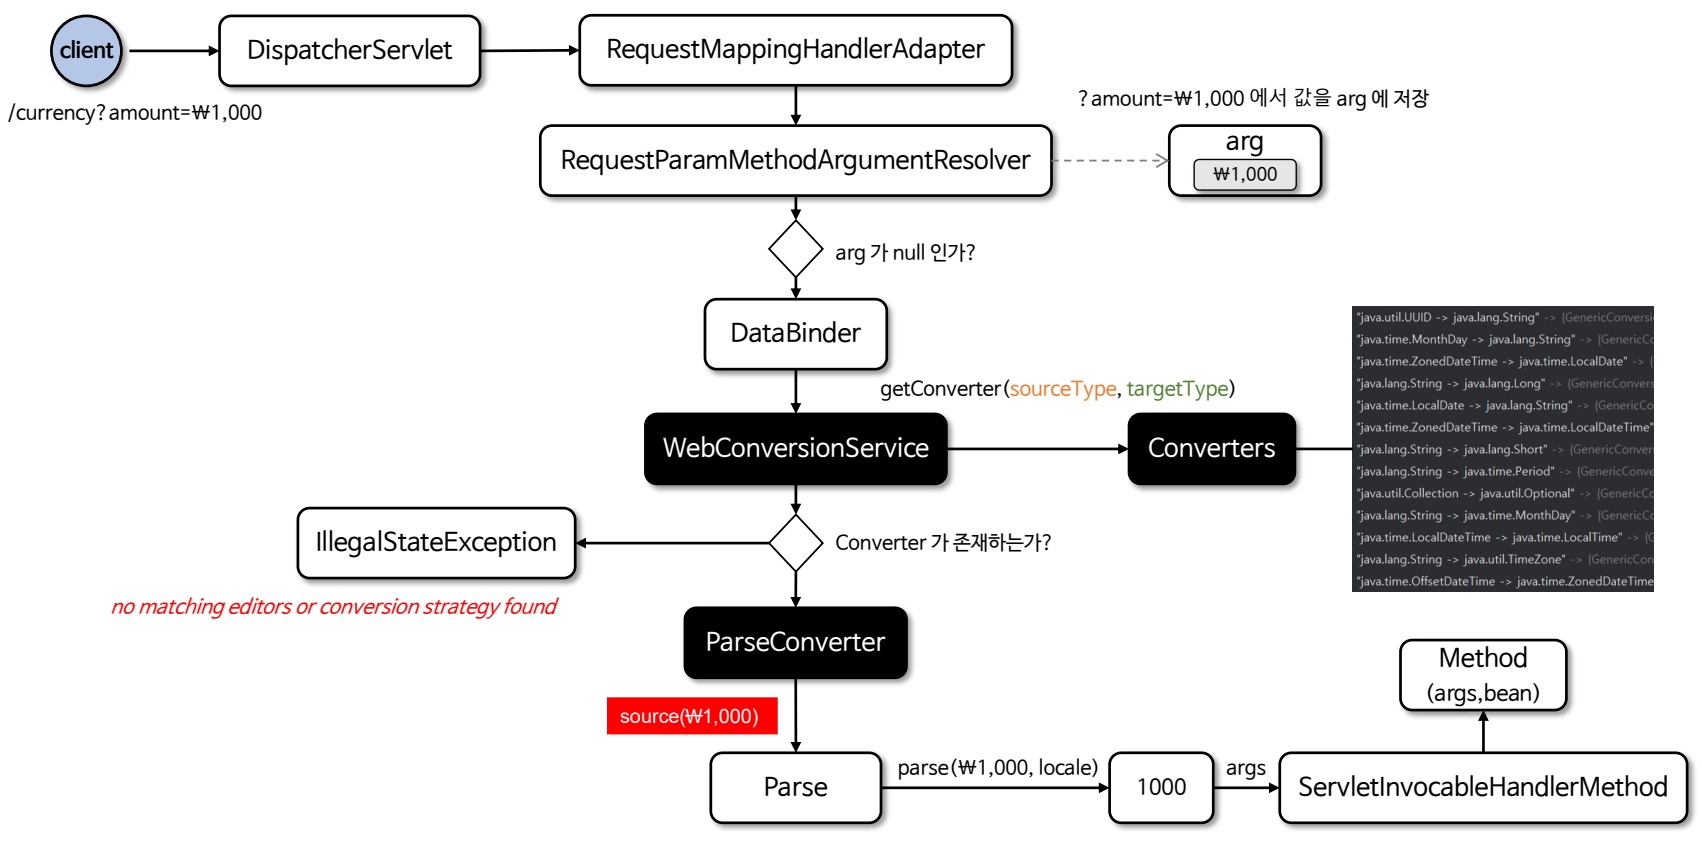 client
DispatcherServlet
RequestMappingHandlerAdapter
/currency?amount=₩1,000
?amount=₩1,000 에서 값을 arg 에 저장
RequestParamMethodArgumentResolver
arg
₩1,000
arg 가 null 인가?
DataBinder
getConverter(sourceType, targetType)
WebConversionService
Converters
"java.util.UUID -> java.lang.String" -> {GenericConversi
"java.time.MonthDay -> java.lang.String" -> {GenericCo
"java.time.ZonedDateTime -> java.time.LocalDate" -> {
"java.lang.String -> java.lang.Long" -> {GenericConvers
"java.time.LocalDate -> java.lang.String" -> {GenericCo
"java.time.ZonedDateTime -> java.time.LocalDateTime"
"java.lang.String -> java.lang.Short" -> {GenericConver
"java.lang.String -> java.time.Period" -> {GenericConve
"java.util.Collection -> java.util.Optional" -> {GenericCo
"java.lang.String -> java.time.MonthDay" -> {GenericCo
"java.time.LocalDateTime -> java.time.LocalTime" -> {G
"java.lang.String -> java.util.TimeZone" -> {GenericCon
"java.time.OffsetDateTime -> java.time.ZonedDateTime
IllegalStateException
Converter 가 존재하는가?
no matching editors or conversion strategy found
ParseConverter
source(₩1,000)
Method
(args,bean)
Parse
parse(₩1,000, locale)
1000
args
ServletInvocableHandlerMethod